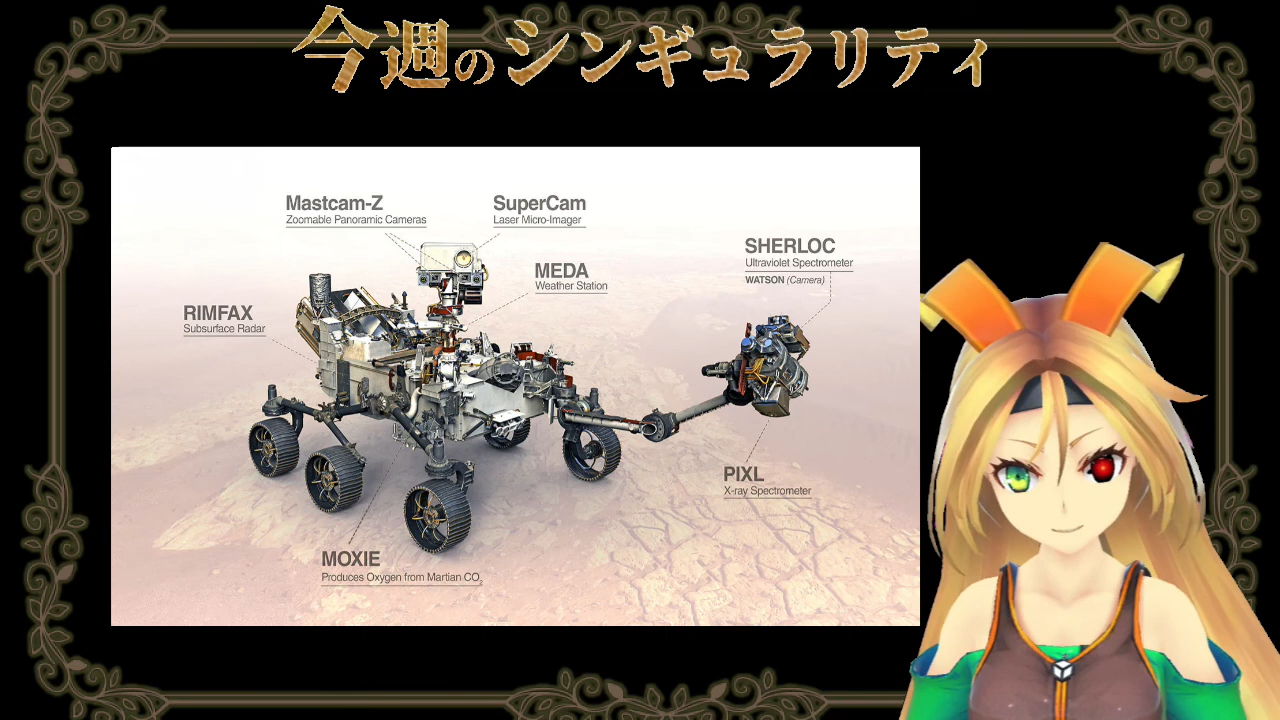 今週のシンギュラリティ
Mastcam-Z
Zoomable Panoramic Cameras
SuperCam
Laser Micro-Imager
SHERLOC
Ultraviolet Spectrometer
WATSON (Camera)
MEDA
Weather Station
RIMFAX
Subsurface Radar
PIXL
X-ray Spectrometer
MOXIE
Produces Oxygen from Martian CO2